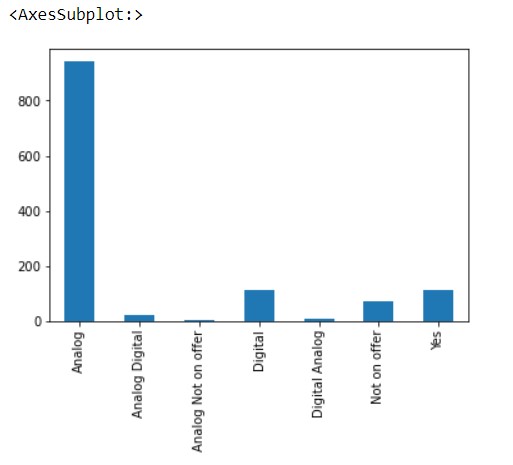 <AxesSubplot:>
800
600
400
200
0
Analog
Analog Digital
Analog Not on offer
Digital
Digital Analog
Not on offer
Yes